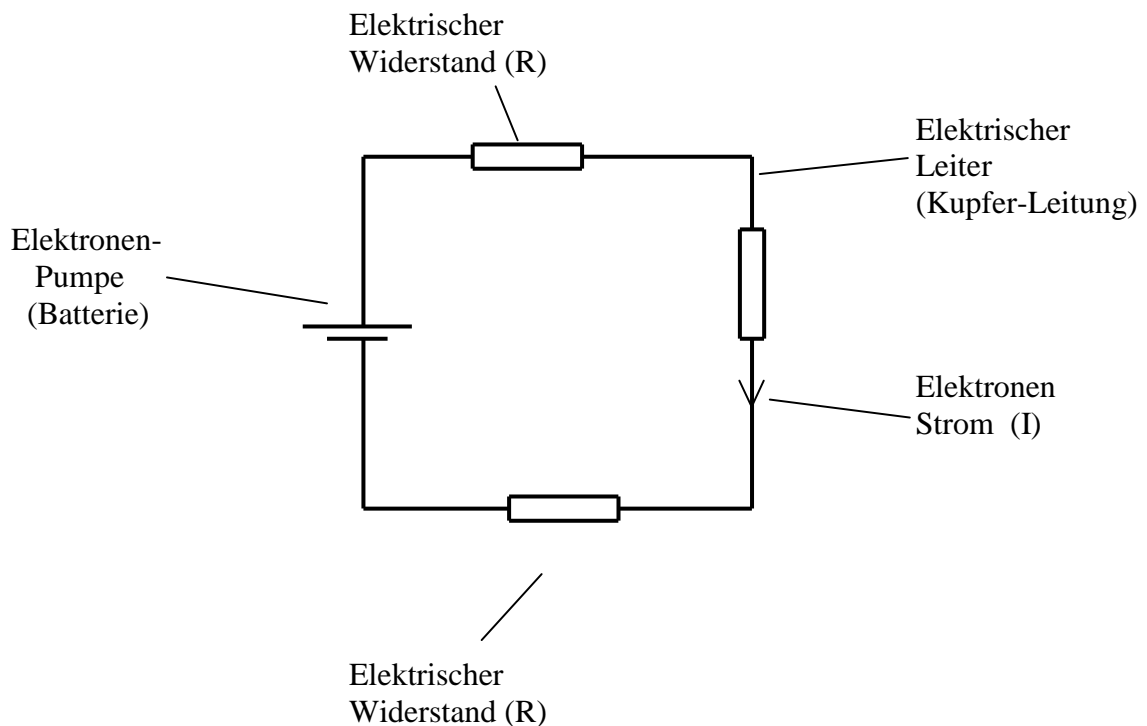 Elektrischer
Widerstand (R)
Elektrischer
Leiter
(Kupfer-Leitung)
Elektronen-
Pumpe
(Batterie)
Elektronen
Strom (I)
Elektrischer
Widerstand (R)